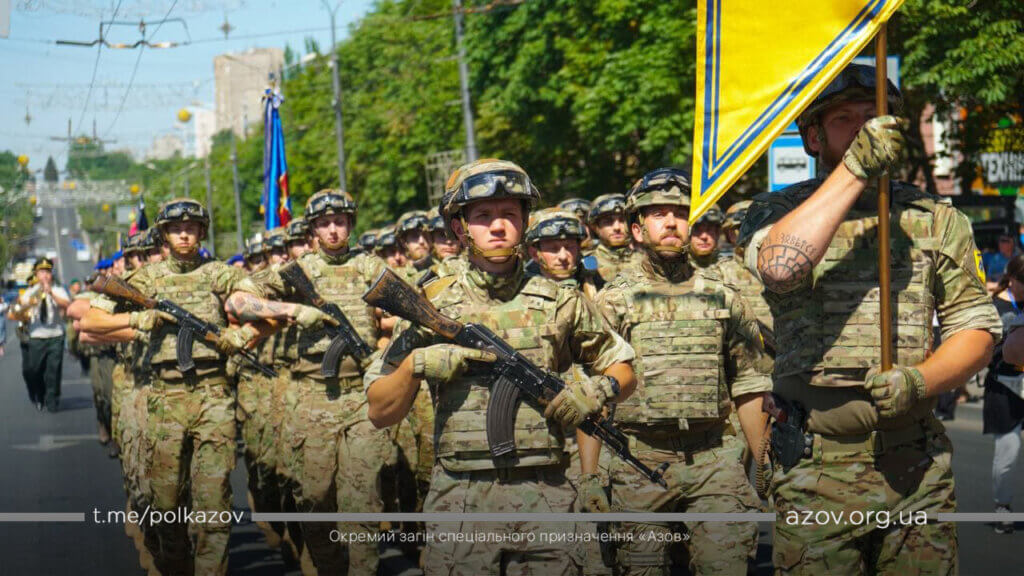 t.me/polkazov
azov.org.ua
Окремий загін спеціального призначення «Азов»